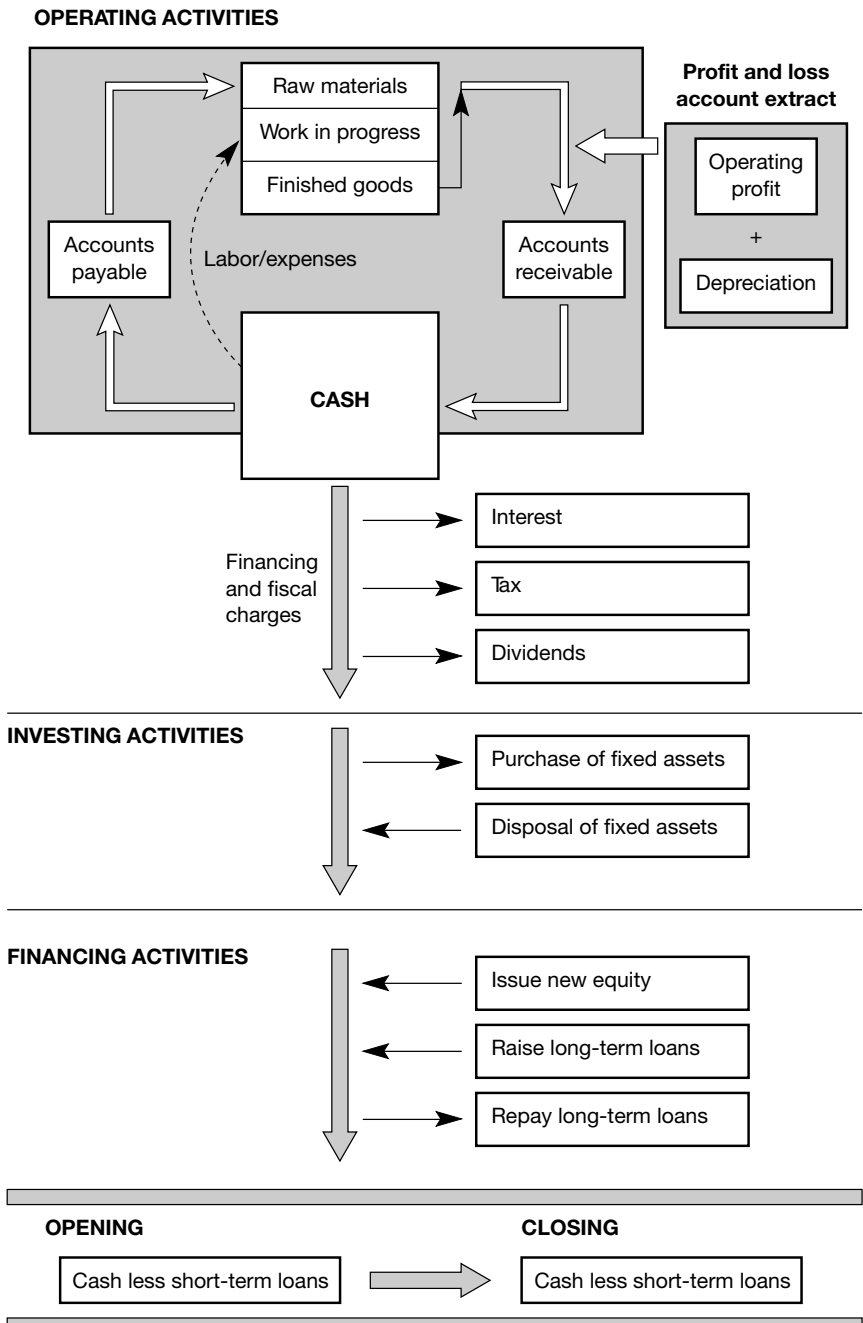 OPERATING ACTIVITIES
Profit and loss
account extract
Raw materials
Work in progress
Finished goods
Operating
profit
+
Depreciation
Accounts
payable
Labor/expenses
Accounts
receivable
CASH
Financing
and fiscal
charges
Interest
Tax
Dividends
INVESTING ACTIVITIES
Purchase of fixed assets
Disposal of fixed assets
FINANCING ACTIVITIES
Issue new equity
Raise long-term loans
Repay long-term loans
OPENING
CLOSING
Cash less short-term loans
Cash less short-term loans